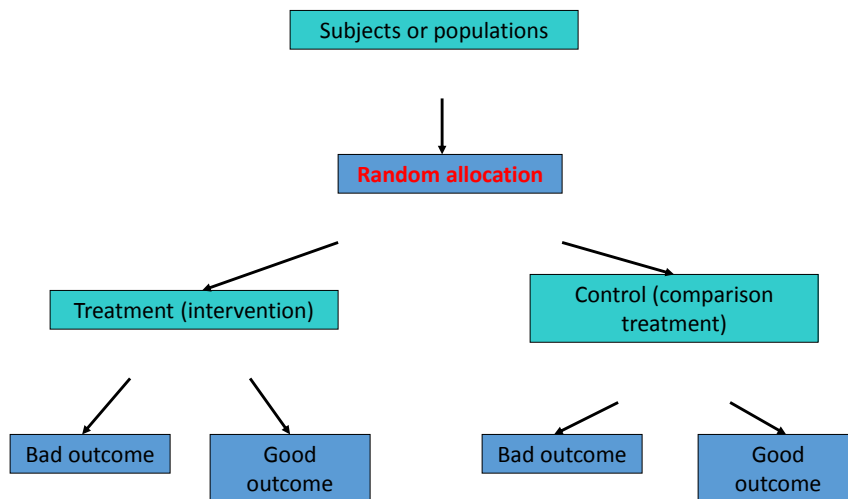 Subjects or populations
Random allocation
Treatment (intervention)
Control (comparison
treatment)
Bad outcome
Good
outcome
Bad outcome
Good
outcome